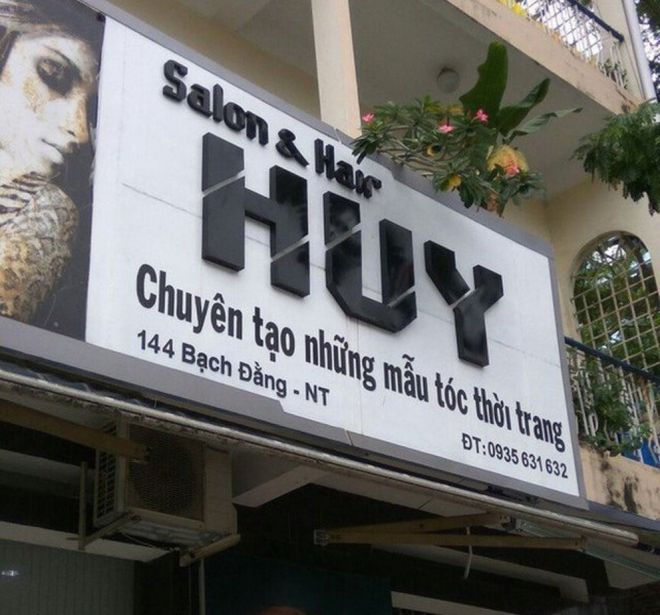 Salon & Hair
HUY
Chuyên tạo những mẫu tóc thời trang
144 Bạch Đằng - NT
ĐT: 0935 631 632